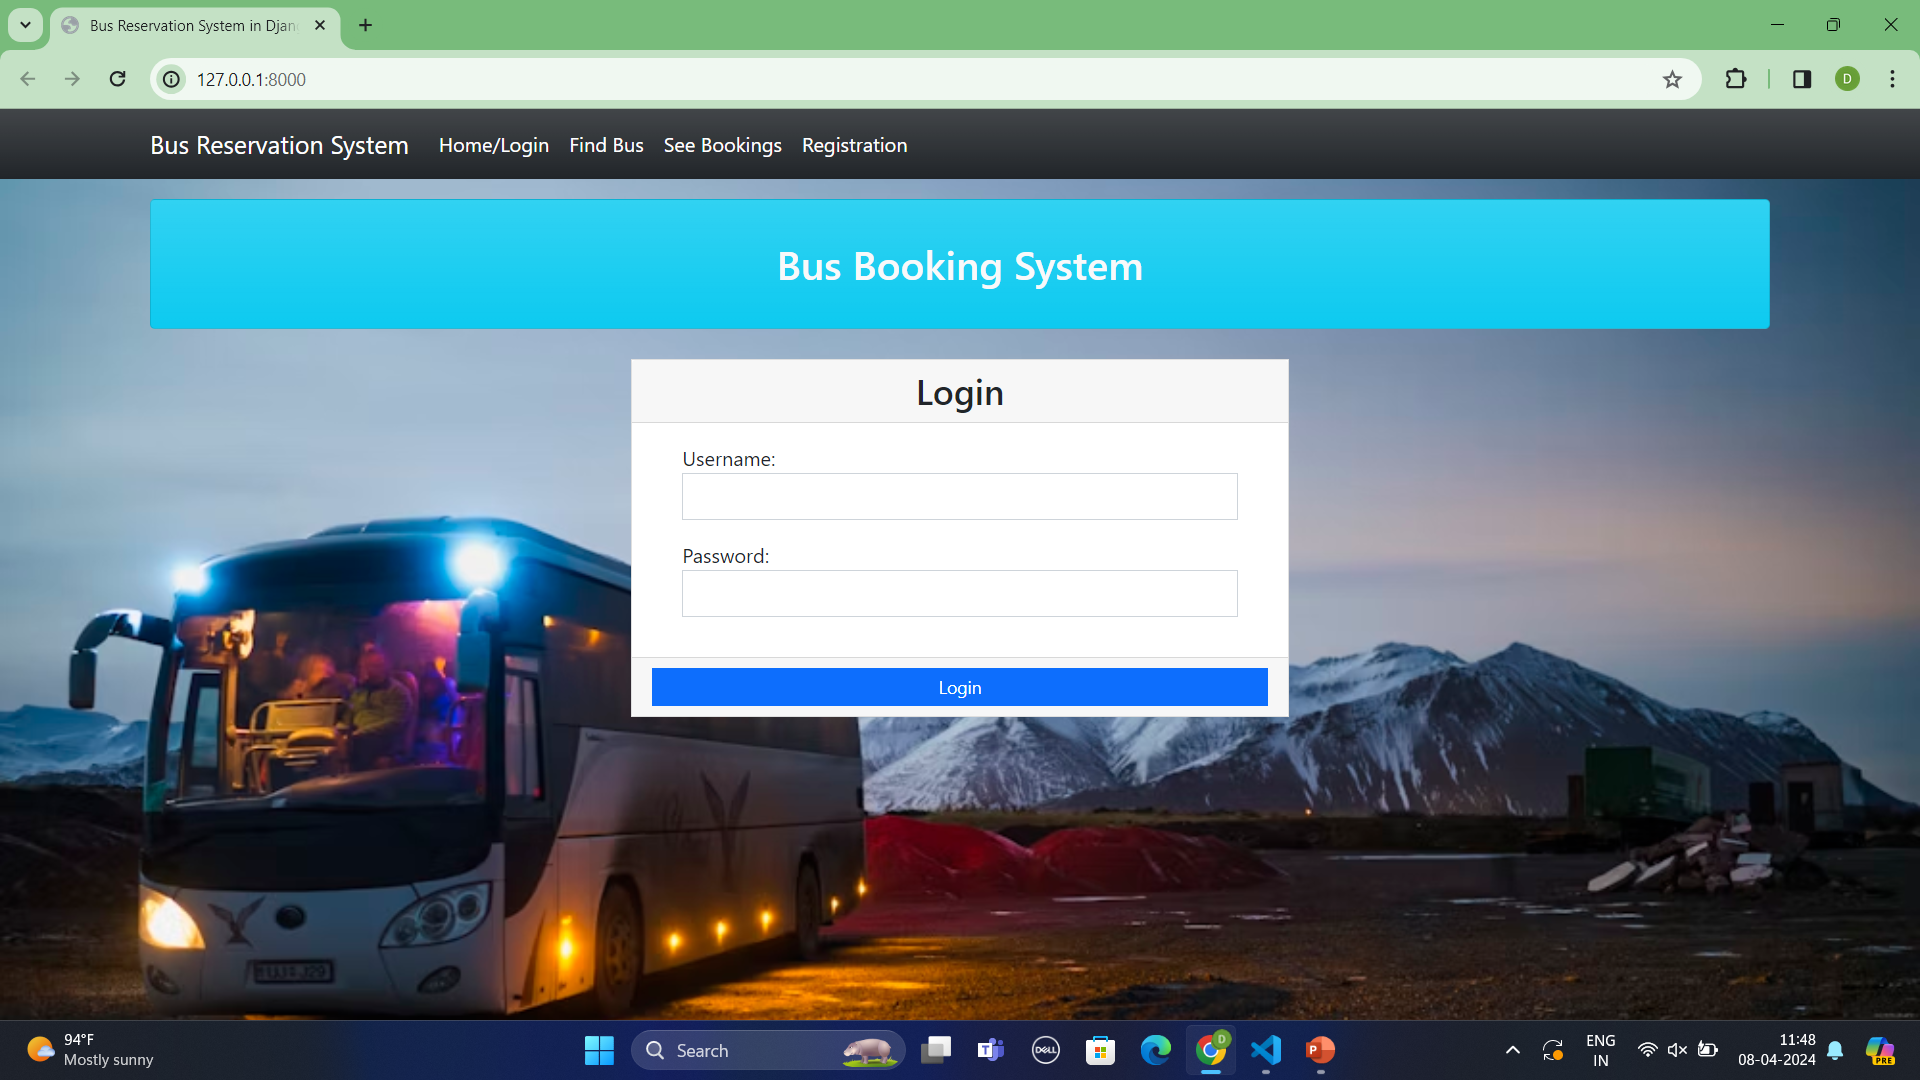 Bus Reservation System in Djan
127.0.0.1:8000
D
Bus Reservation System Home/Login Find Bus See Bookings Registration
Bus Booking System
Login
Username:
Password:
Login
94°F
Mostly sunny
Search
DELL
D
ENG
IN
11:48
08-04-2024
PRE